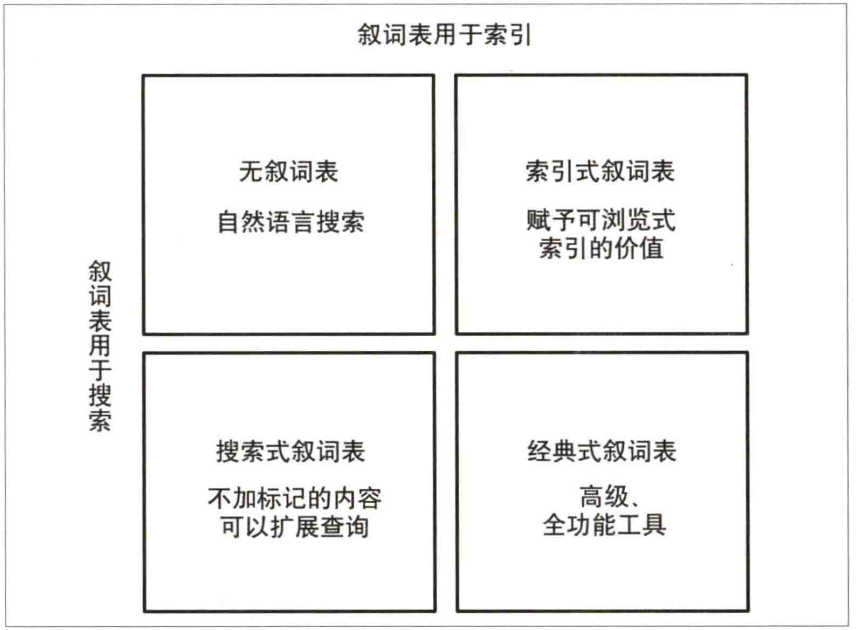 叙词表用于索引
无叙词表
自然语言搜索
索引式叙词表
赋予可浏览式
索引的价值
叙词表用于搜索
搜索式叙词表
不加标记的内容
可以扩展查询
经典式叙词表
高级、
全功能工具